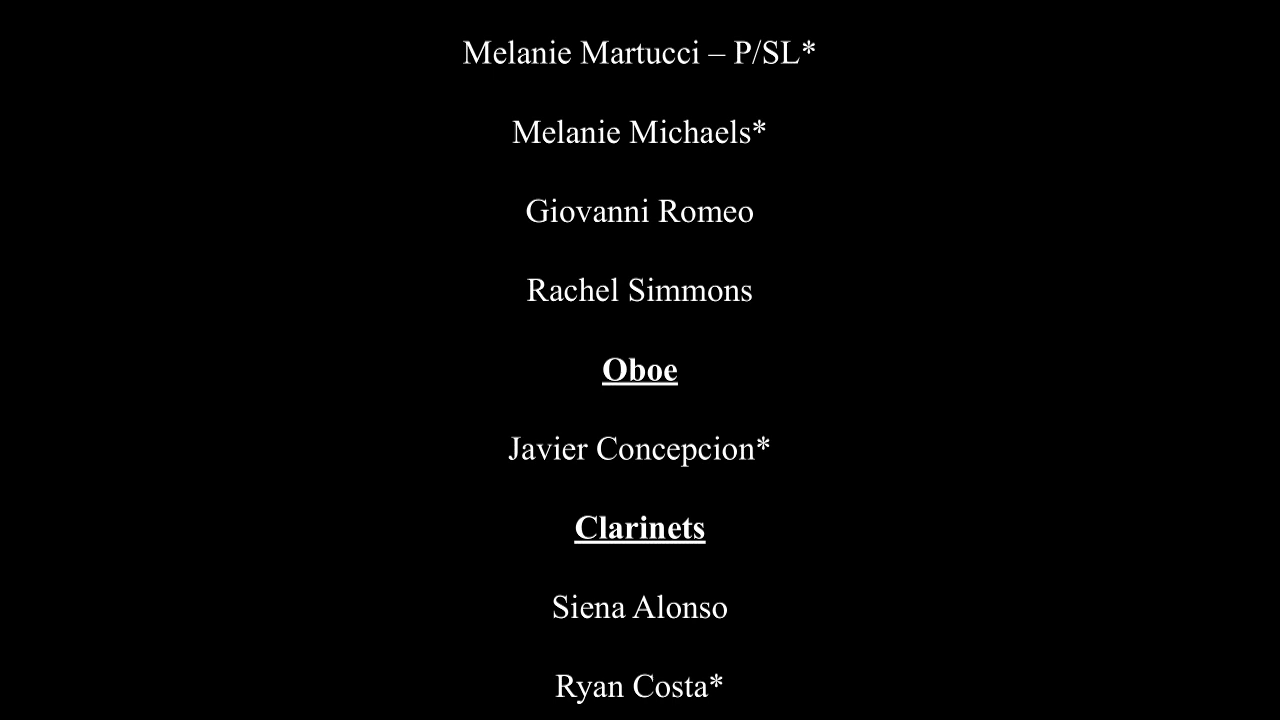 Melanie Martucci – P/SL*
Melanie Michaels*
Giovanni Romeo
Rachel Simmons
Oboe
Javier Concepcion*
Clarinets
Siena Alonso
Ryan Costa*